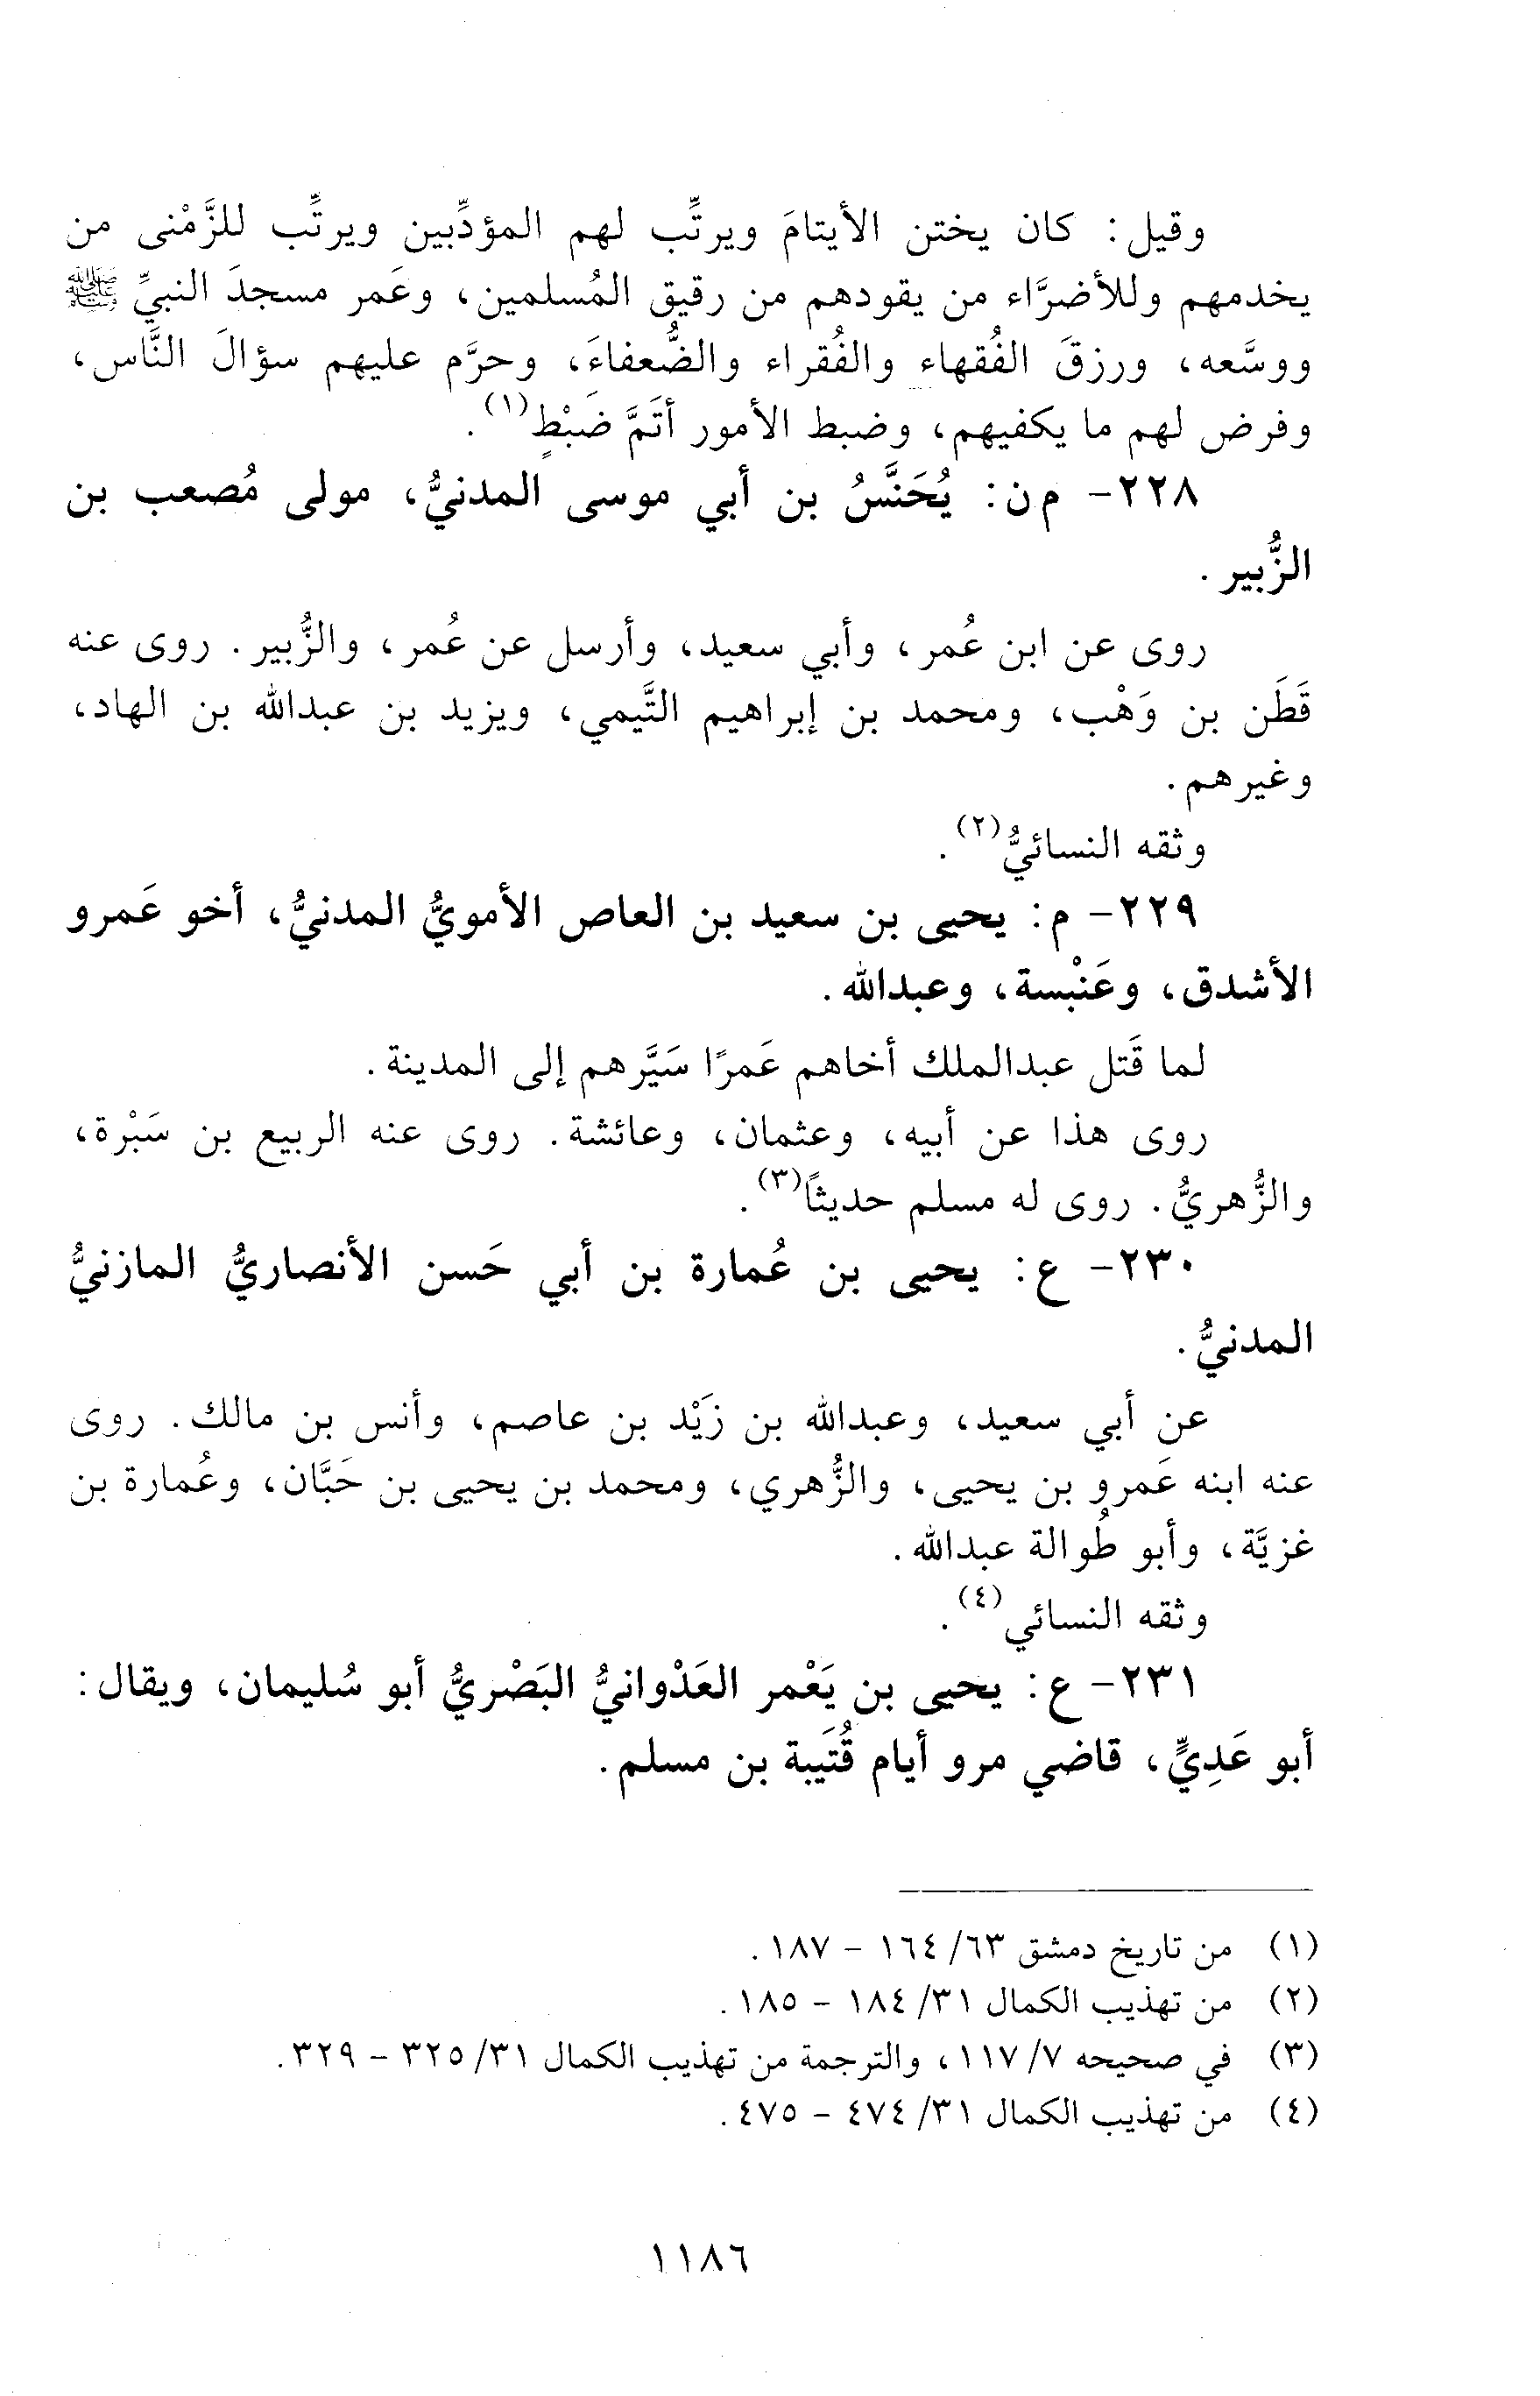 وقيل: كان يختن الأيتامَ ويرتِّب لهم المؤدِّبين ويرتِّب للزَّمْنى من
يخدمهم وللأضرَّاء من يقودهم من رقيق المُسلمين، وعَمر مسجدَ النبيِّ ﷺ
ووسَّعه، ورزقَ الفُقهاء والفُقراء والضُّعفاءَ، وحرَّم عليهم سؤالَ النَّاس،
وفرض لهم ما يكفيهم، وضبط الأمور أتَمَّ ضَبْطٍ(١).
٢٢٨- م ن: يُحَنَّسُ بن أبي موسى المدنيُّ، مولى مُصعب بن
الزُّبير.
روى عن ابن عُمر، وأبي سعيد، وأرسل عن عُمر، والزُّبير. روى عنه
قَطَن بن وَهْب، ومحمد بن إبراهيم التَّيمي، ويزيد بن عبدالله بن الهاد،
وغيرهم.
وثقه النسائيُّ(٢).
٢٢٩- م: يحيى بن سعيد بن العاص الأمويُّ المدنيُّ، أخو عَمرو
الأشدق، وعَنْبسة، وعبدالله.
لما قَتل عبدالملك أخاهم عَمرًا سَيَّرهم إلى المدينة.
روى هذا عن أبيه، وعثمان، وعائشة. روى عنه الربيع بن سَبْرة،
والزُّهريُّ. روى له مسلم حديثاً(٣).
٢٣٠- ع: يحيى بن عُمارة بن أبي حَسن الأنصاريُّ المازنيُّ
المدنيُّ.
عن أبي سعيد، وعبدالله بن زَيْد بن عاصم، وأنس بن مالك. روى
عنه ابنه عَمرو بن يحيى، والزُّهري، ومحمد بن يحيى بن حَبَّان، وعُمارة بن
غزيَّة، وأبو طُوالة عبدالله.
وثقه النسائي(٤).
٢٣١- ع: يحيى بن يَعْمر العَدْوانيُّ البَصْريُّ أبو سُليمان، ويقال:
أبو عَدِيٍّ، قاضي مرو أيام قُتَيبة بن مسلم.
(١) من تاريخ دمشق ٦٣/ ١٦٤ - ١٨٧.
(٢) من تهذيب الكمال ٣١/ ١٨٤ - ١٨٥.
(٣) في صحيحه ٧/ ١١٧، والترجمة من تهذيب الكمال ٣١/ ٣٢٥ - ٣٢٩.
(٤) من تهذيب الكمال ٣١/ ٤٧٤ - ٤٧٥.
١١٨٦